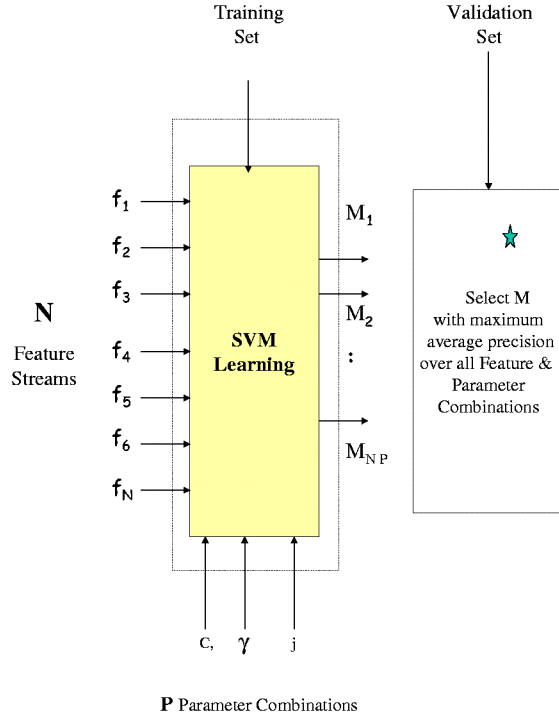 Training
Set
Validation
Set
f1
f2
f3
f4
f5
f6
fN
N
Feature
Streams
SVM
Learning
M1
M2
:
MNP
Select M
with maximum
average precision
over all Feature &
Parameter
Combinations
C, γ j
P Parameter Combinations